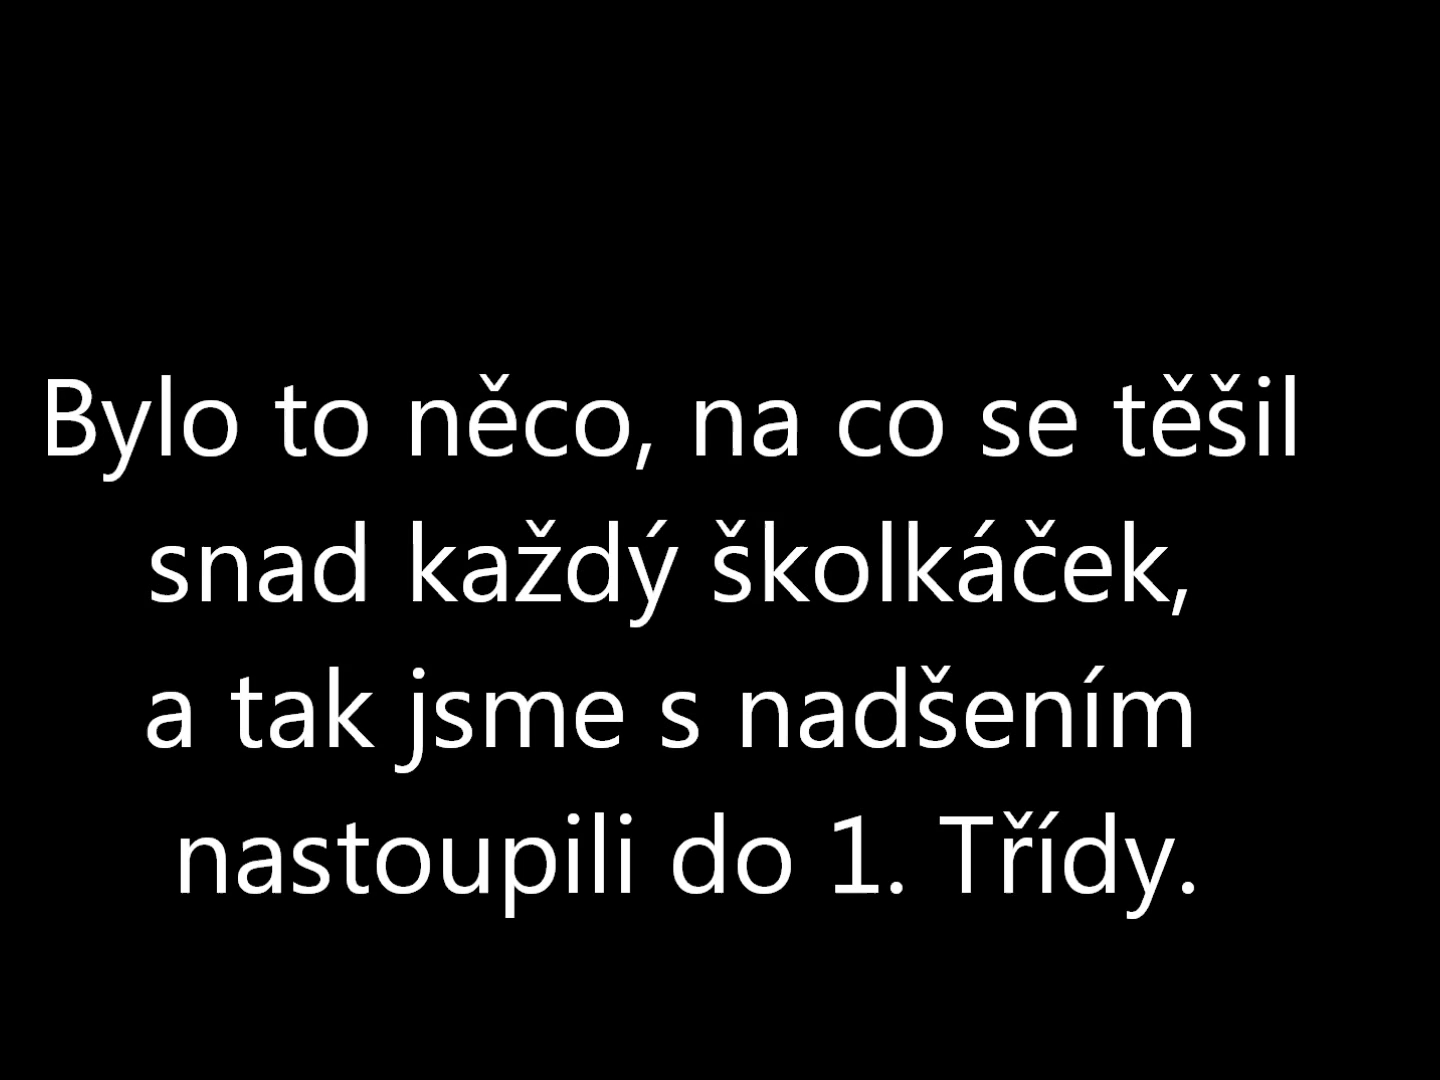 Bylo to něco, na co se těšil
snad každý školkáček,
a tak jsme s nadšením
nastoupili do 1. Třídy.